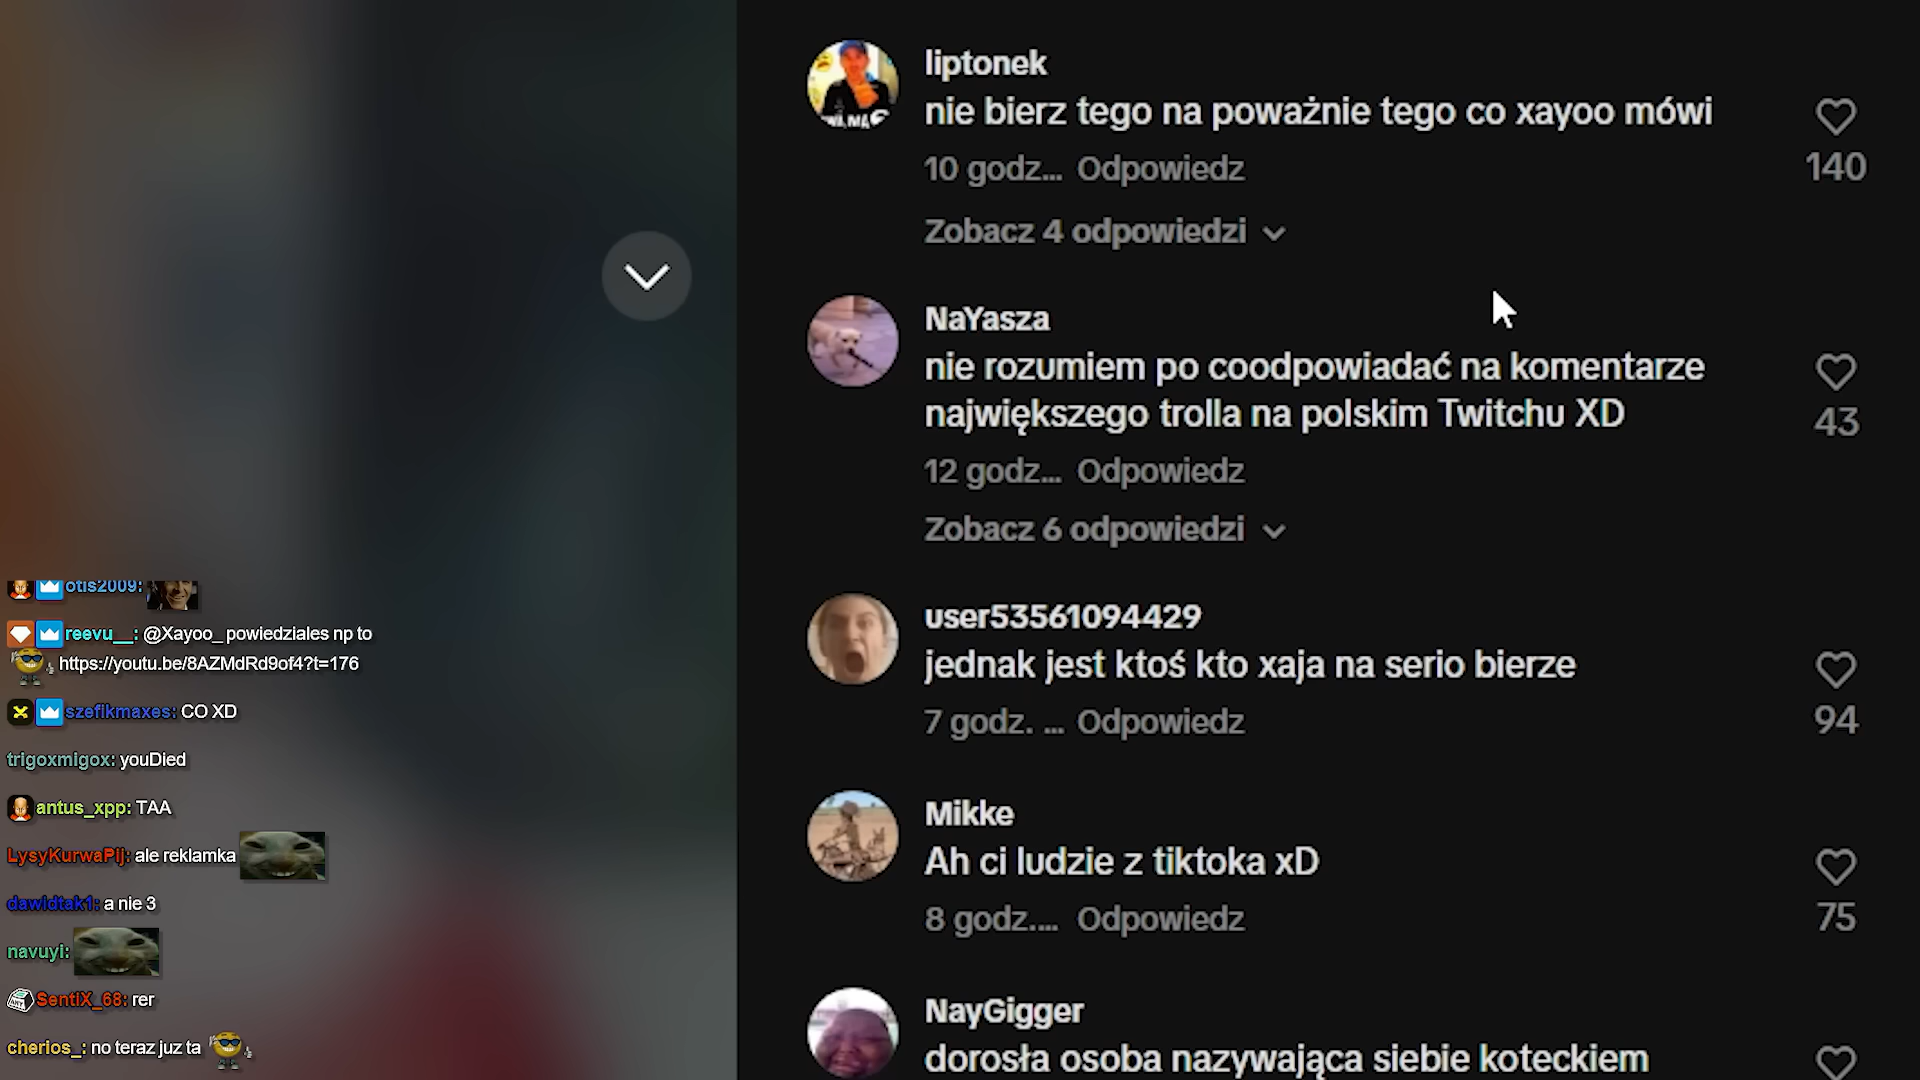 liptonek
nie bierz tego na poważnie tego co xayoo mówi
10 godz... Odpowiedz
140
Zobacz 4 odpowiedzi
NaYasza
nie rozumiem po coodpowiadać na komentarze
największego trolla na polskim Twitchu XD
43
12 godz... Odpowiedz
Zobacz 6 odpowiedzi
user53561094429
jednak jest ktoś kto xaja na serio bierze
7 godz. ... Odpowiedz
94
Mikke
Ah ci ludzie z tiktoka xD
8 godz.... Odpowiedz
75
NayGigger
dorosła osoba nazywająca siebie koteckiem
otis2009:
reevu__: @Xayoo_ powiedziales np to
https://youtu.be/8AZMdRd9of4?t=176
szefikmaxes: CO XD
trigoxmigox: youDied
antus_xpp: TAA
LysyKurwaPlj: ale reklamka
dawidtak1: a nie 3
navuyi:
SentiX_68: rer
cherios_: no teraz juz ta